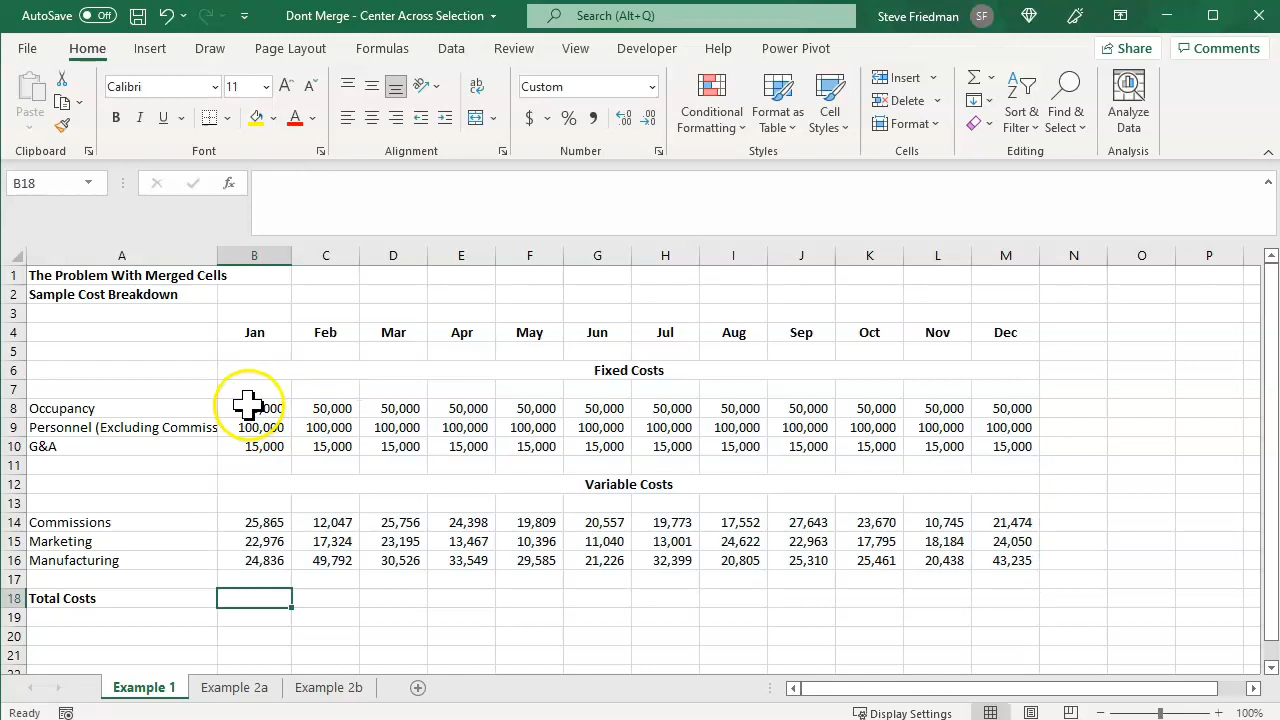 AutoSave Off Dont Merge - Center Across Selection Search (Alt+Q) Steve Friedman SF
File Home Insert Draw Page Layout Formulas Data Review View Developer Help Power Pivot Share Comments
Calibri 11 Custom Insert
Paste B I U A $ % 9 Conditional Formatting Format as Table Cell Styles Delete Format Sort & Filter Find & Select Analyze Data
Clipboard Font Alignment Number Styles Cells Editing Analysis
B18 fx
A B C D E F G H I J K L M N O P
1 The Problem With Merged Cells
2 Sample Cost Breakdown
3
4 Jan Feb Mar Apr May Jun Jul Aug Sep Oct Nov Dec
5
6 Fixed Costs
7
8 Occupancy 50,000 50,000 50,000 50,000 50,000 50,000 50,000 50,000 50,000 50,000 50,000
9 Personnel (Excluding Commiss 100,000 100,000 100,000 100,000 100,000 100,000 100,000 100,000 100,000 100,000 100,000 100,000
10 G&A 15,000 15,000 15,000 15,000 15,000 15,000 15,000 15,000 15,000 15,000 15,000 15,000
11
12 Variable Costs
13
14 Commissions 25,865 12,047 25,756 24,398 19,809 20,557 19,773 17,552 27,643 23,670 10,745 21,474
15 Marketing 22,976 17,324 23,195 13,467 10,396 11,040 13,001 24,622 22,963 17,795 18,184 24,050
16 Manufacturing 24,836 49,792 30,526 33,549 29,585 21,226 32,399 20,805 25,310 25,461 20,438 43,235
17
18 Total Costs
19
20
21
Example 1 Example 2a Example 2b
Ready Display Settings 100%